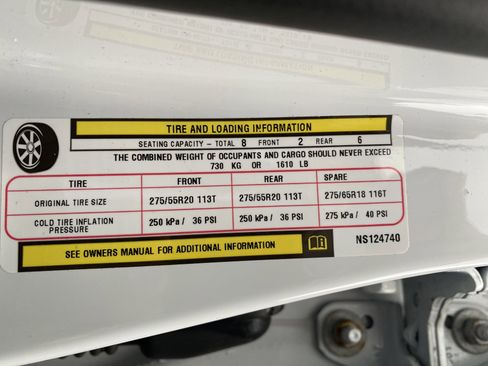 TIRE AND LOADING INFORMATION
SEATING CAPACITY - TOTAL 8 FRONT 2 REAR 6
THE COMBINED WEIGHT OF OCCUPANTS AND CARGO SHOULD NEVER EXCEED
730 KG OR 1610 LB
TIRE FRONT REAR SPARE
ORIGINAL TIRE SIZE 275/55R20 113T 275/55R20 113T 275/65R18 116T
COLD TIRE INFLATION PRESSURE 250 kPa / 36 PSI 250 kPa / 36 PSI 275 kPa / 40 PSI
SEE OWNERS MANUAL FOR ADDITIONAL INFORMATION
NS124740